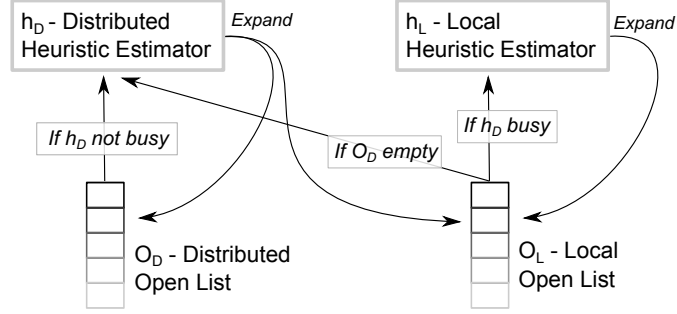 h_D - Distributed
Heuristic Estimator
Expand
h_L - Local
Heuristic Estimator
Expand
If h_D not busy
If O_D empty
If h_D busy
O_D - Distributed
Open List
O_L - Local
Open List